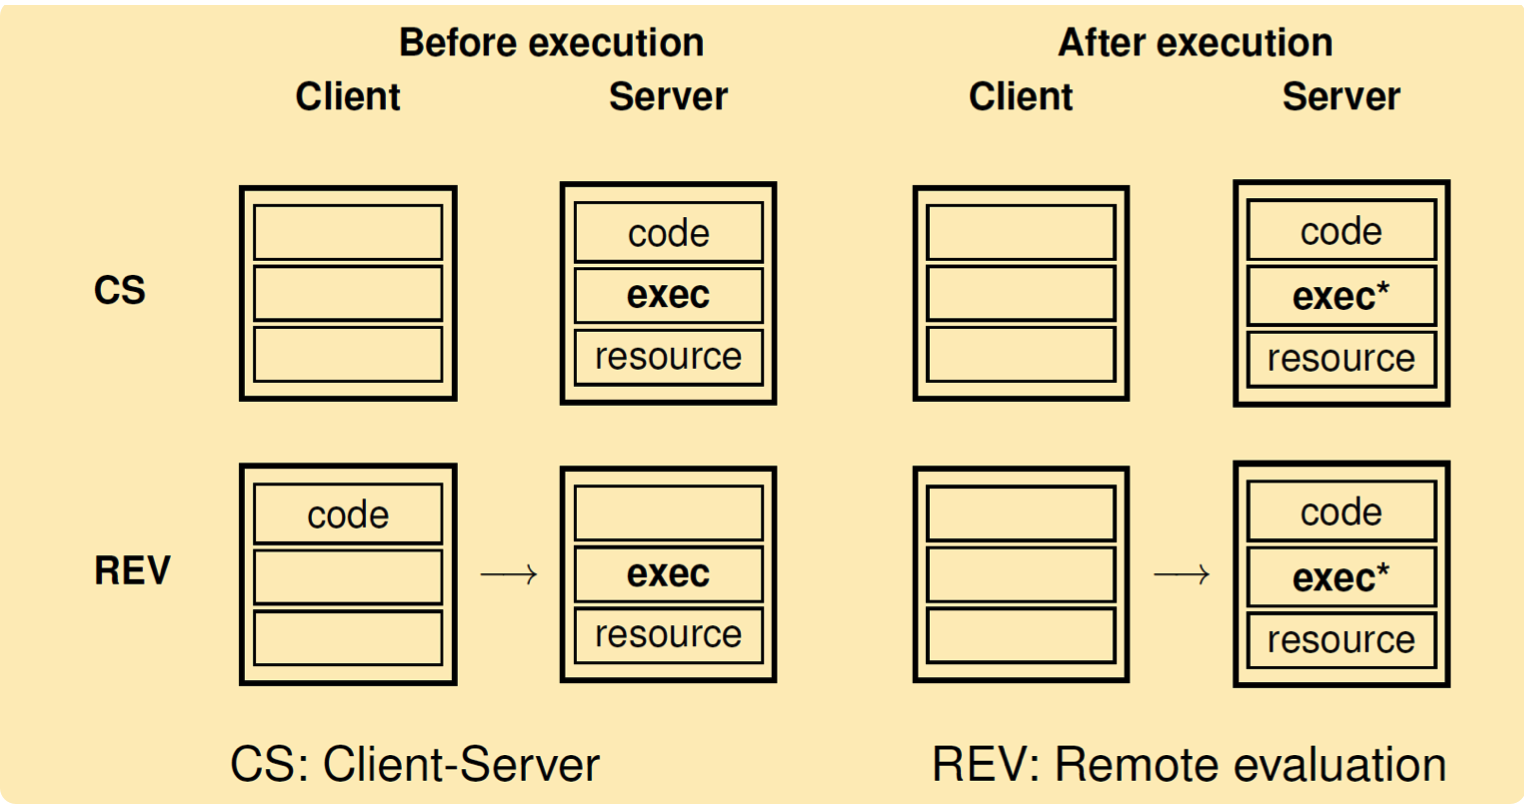 Before execution After execution
Client Server Client Server
code code
CS exec exec*
resource resource
code code
REV → exec → exec*
resource resource
CS: Client-Server REV: Remote evaluation